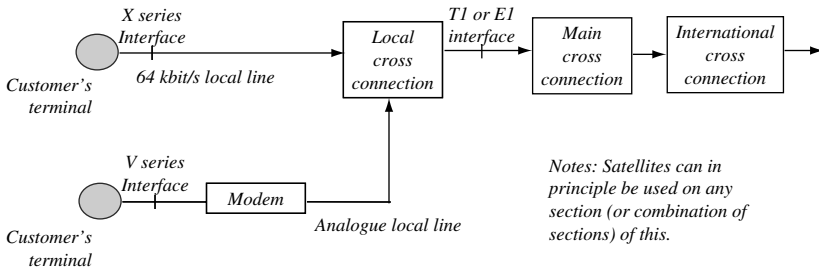 X series
Interface
64 kbit/s local line
Customer's
terminal
Local
cross
connection
T1 or E1
interface
Main
cross
connection
International
cross
connection
V series
Interface
Modem
Analogue local line
Customer's
terminal
Notes: Satellites can in
principle be used on any
section (or combination of
sections) of this.